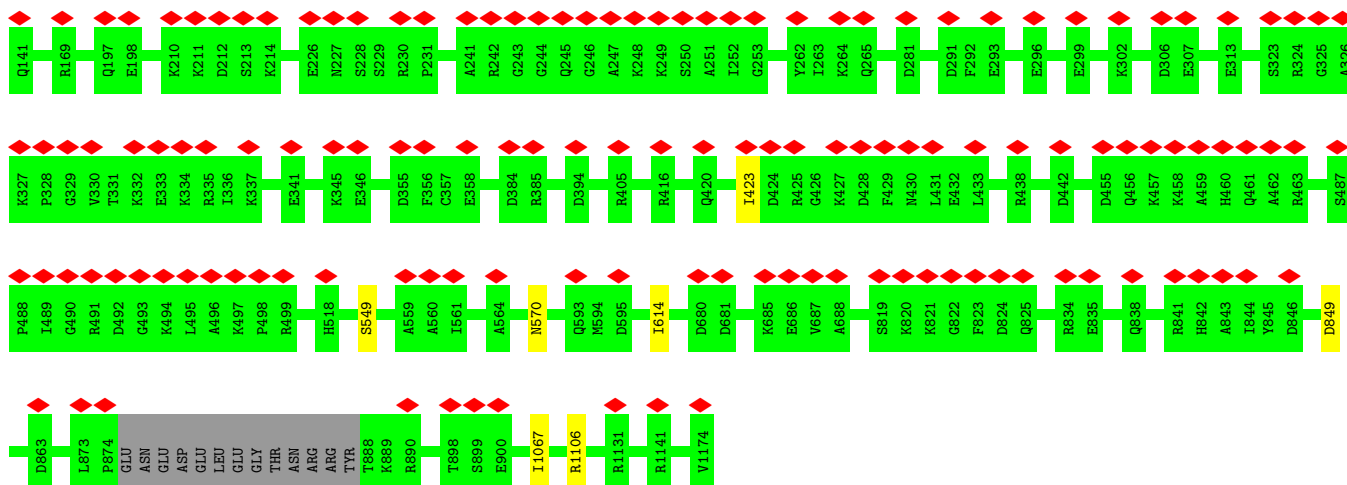 Q141 R169 Q197 E198 K210 K211 D212 S213 K214 E226 N227 S228 S229 R230 P231 A241 R242 G243 G244 Q245 G246 A247 K248 K249 S250 A251 I252 G253 Y262 I263 K264 Q265 D281 D291 F292 E293 E296 E299 K302 D306 E307 E313 S323 R324 G325 A326
K327 P328 G329 V330 T331 K332 E333 K334 R335 I336 K337 E341 K345 E346 D355 F356 C357 E358 D384 R385 D394 R405 R416 Q420 I423 D424 R425 G426 K427 D428 F429 N430 L431 E432 L433 R438 D442 D455 Q456 K457 K458 A459 H460 Q461 A462 R463 S487
P488 I489 G490 R491 D492 G493 K494 L495 A496 K497 P498 R499 H518 S549 A559 A560 I561 A564 N570 Q593 N594 D595 I614 D680 D681 K685 E686 V687 A688 S819 K820 K821 G822 F823 D824 Q825 R834 E835 Q838 R841 H842 A843 I844 Y845 D846 D849
D863 L873 P874 GLU ASN GLU ASP GLU LEU GLU GLY THR ASN ARG ARG TYR T888 K889 R890 T898 S899 E900 I1067 R1106 R1131 R1141 V1174